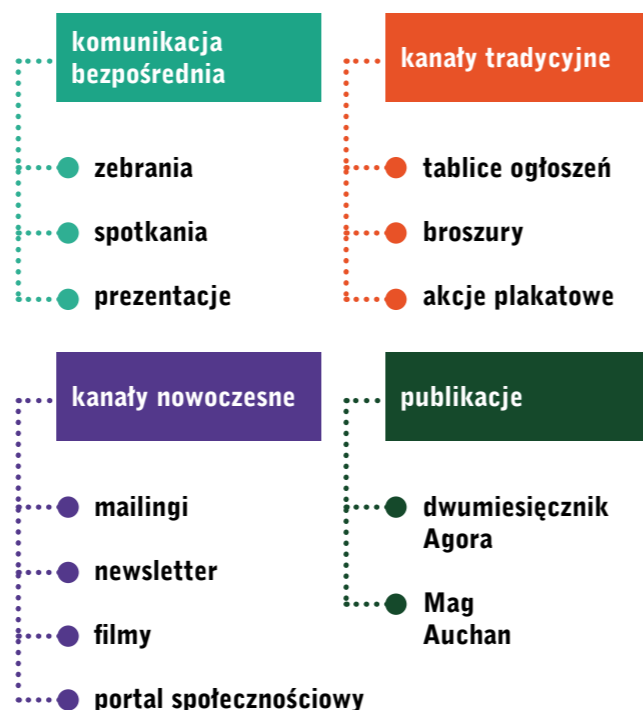 komunikacja
bezpośrednia
zebrania
spotkania
prezentacje
kanały tradycyjne
tablice ogłoszeń
broszury
akcje plakatowe
kanały nowoczesne
mailingi
newsletter
filmy
portal społecznościowy
publikacje
dwumiesięcznik
Agora
Mag
Auchan